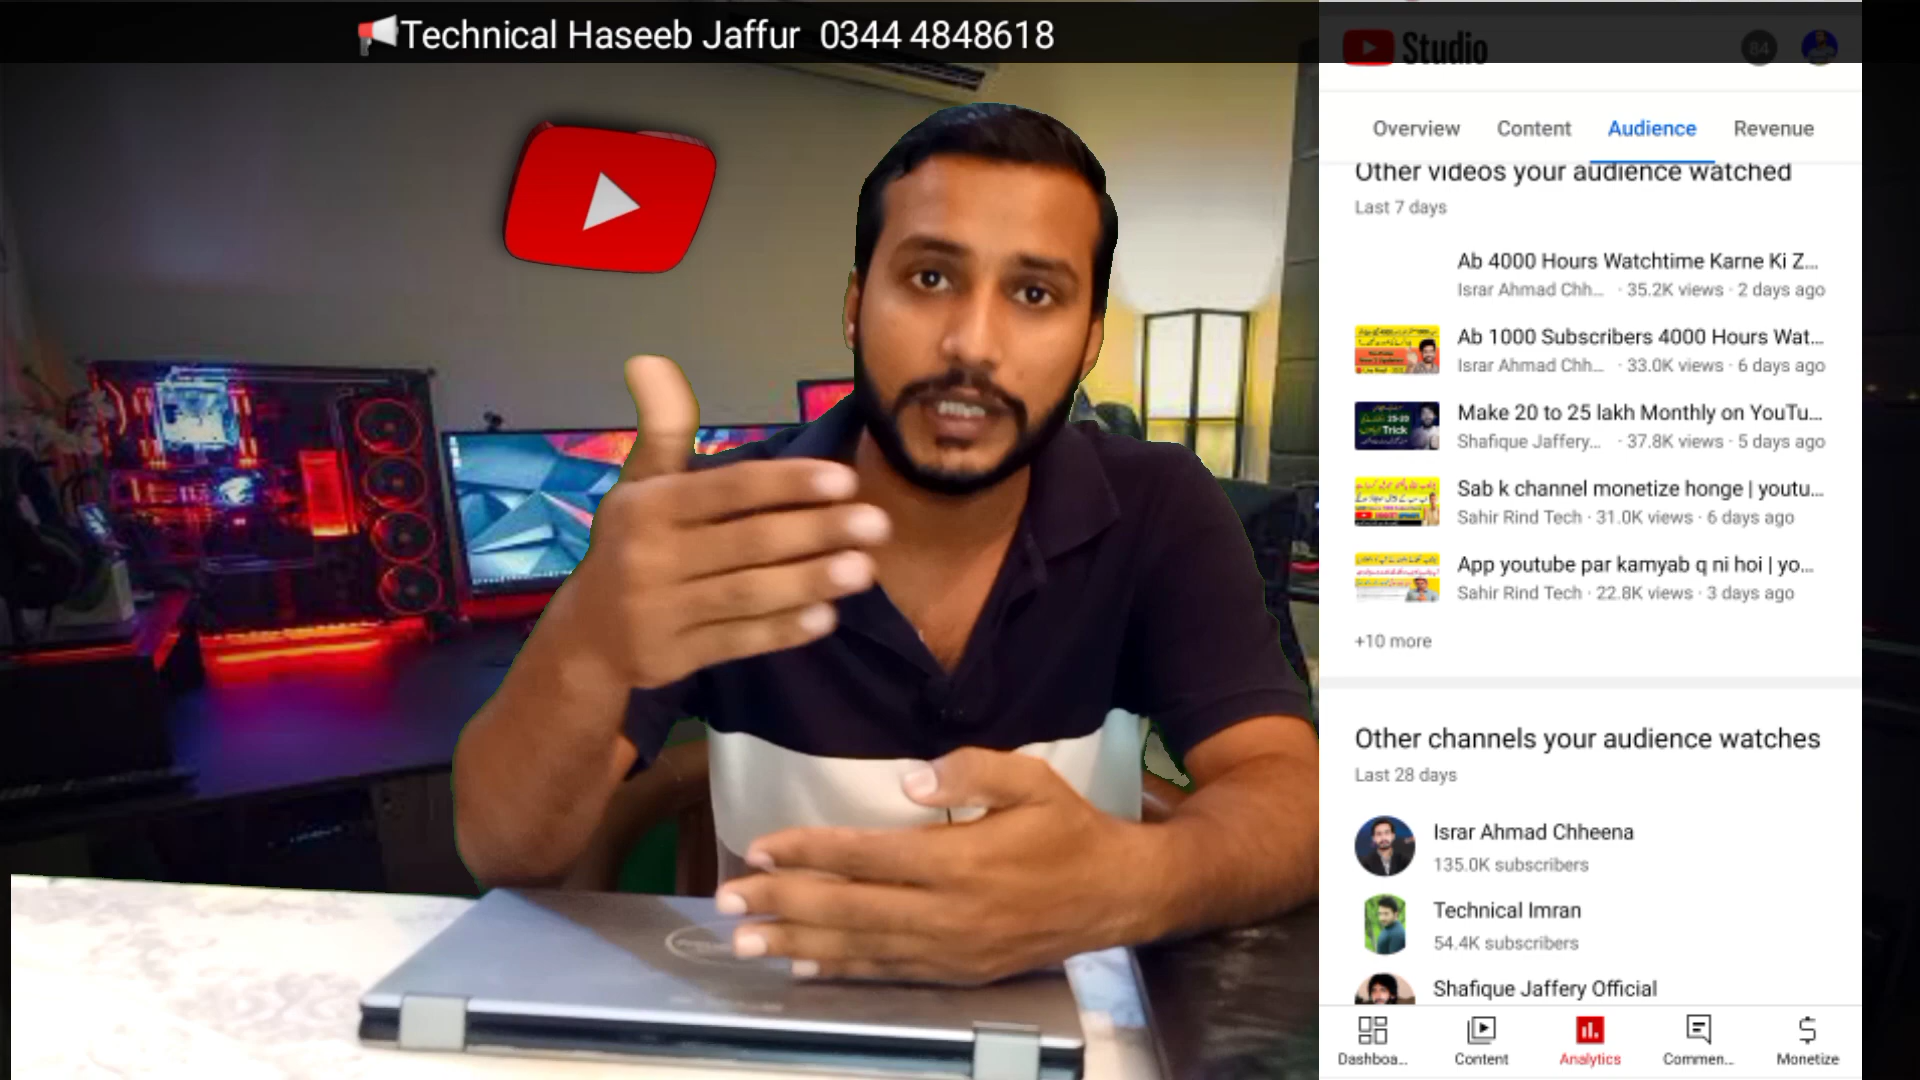 Technical Haseeb Jaffur 0344 4848618
Studio
84
Overview Content Audience Revenue
Other videos your audience watched
Last 7 days
Ab 4000 Hours Watchtime Karne Ki Z...
Israr Ahmad Chh... · 35.2K views · 2 days ago
Ab 1000 Subscribers 4000 Hours Wat...
Israr Ahmad Chh... · 33.0K views · 6 days ago
Make 20 to 25 lakh Monthly on YouTu...
Shafique Jaffery... · 37.8K views · 5 days ago
Sab k channel monetize honge | youtu...
Sahir Rind Tech · 31.0K views · 6 days ago
App youtube par kamyab q ni hoi | yo...
Sahir Rind Tech · 22.8K views · 3 days ago
+10 more
Other channels your audience watches
Last 28 days
Israr Ahmad Chheena
135.0K subscribers
Technical Imran
54.4K subscribers
Shafique Jaffery Official
Dashboa... Content Analytics Commen... Monetize